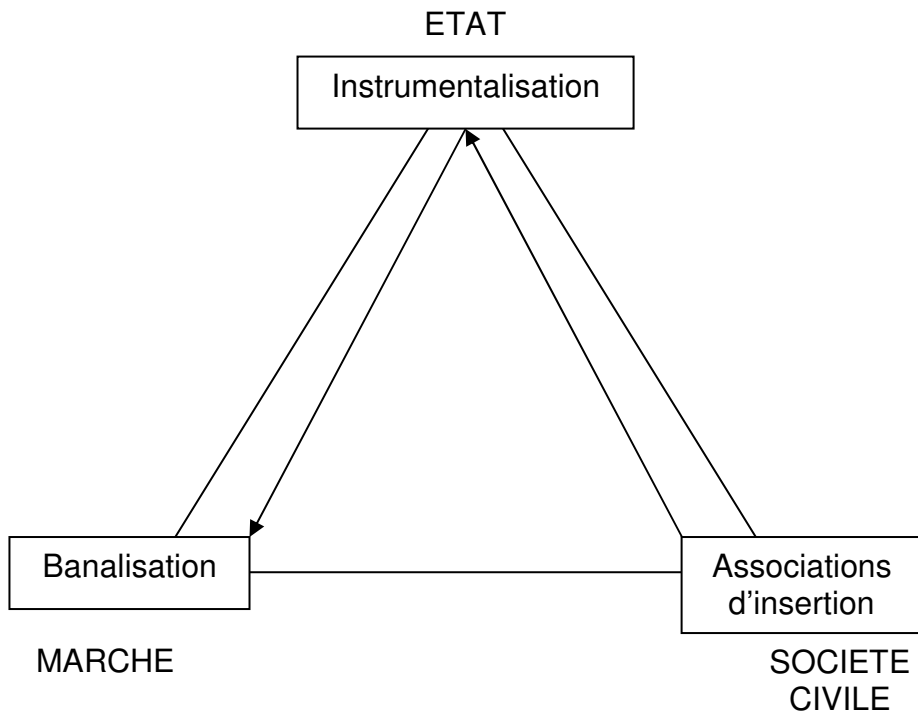 ETAT
Instrumentalisation
Banalisation
Associations
d'insertion
MARCHE
SOCIETE
CIVILE